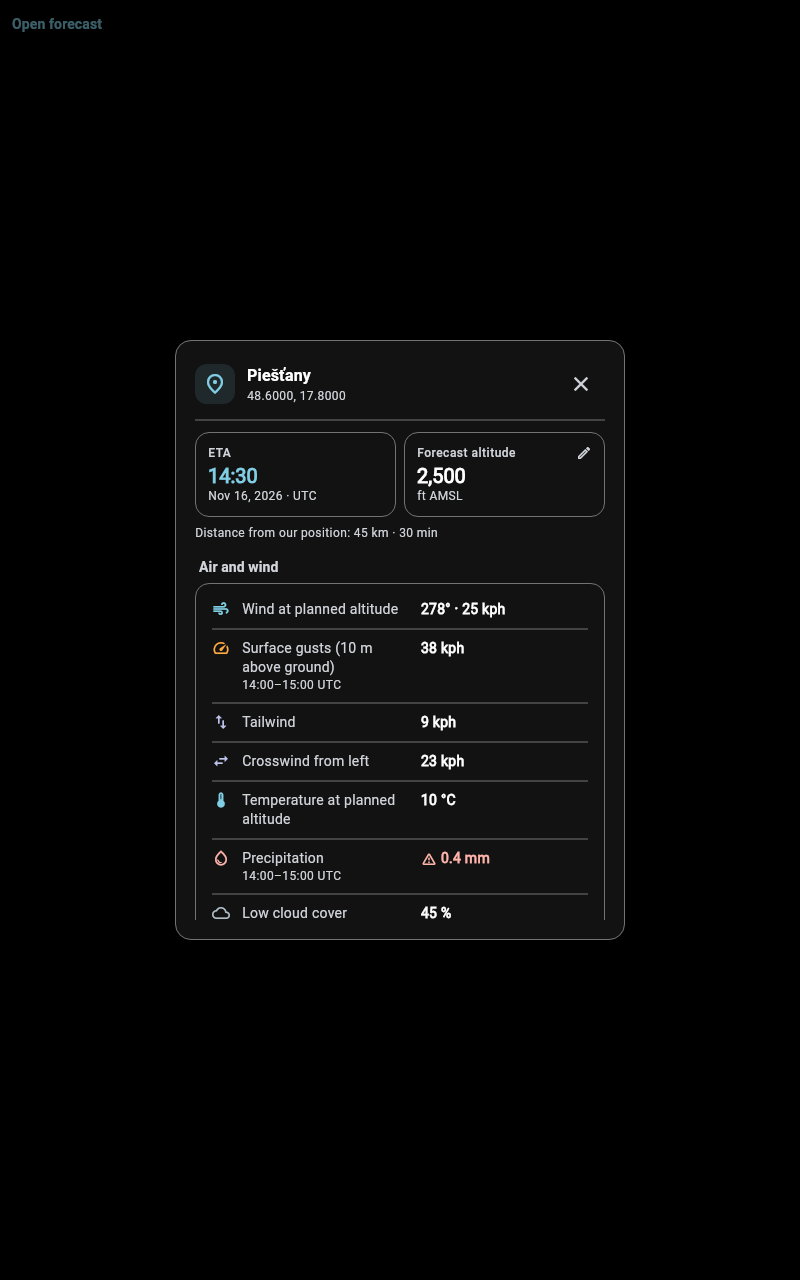 Open forecast
Piešťany
48.6000, 17.8000
ETA
14:30
Nov 16, 2026 · UTC
Forecast altitude
2,500
ft AMSL
Distance from our position: 45 km · 30 min
Air and wind
Wind at planned altitude 278° · 25 kph
Surface gusts (10 m 38 kph
above ground)
14:00–15:00 UTC
Tailwind 9 kph
Crosswind from left 23 kph
Temperature at planned 10 °C
altitude
Precipitation 0.4 mm
14:00–15:00 UTC
Low cloud cover 45 %